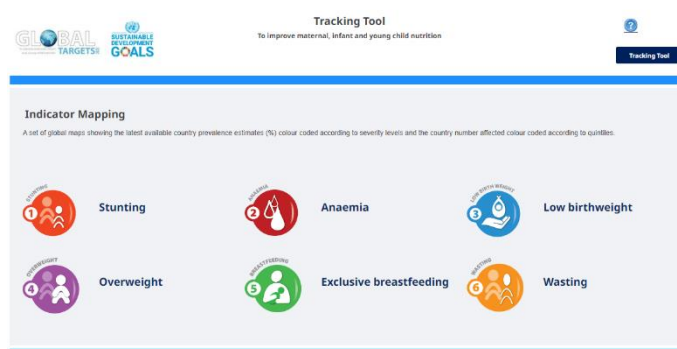 GLOBAL
TARGETS
SUSTAINABLE
DEVELOPMENT
GOALS
Tracking Tool
To improve maternal, infant and young child nutrition
?
Tracking Tool
Indicator Mapping
A set of global maps showing the latest available country prevalence estimates (%) colour coded according to severity levels and the country number affected colour coded according to quintiles.
STUNTING
1
Stunting
ANAEMIA
2
Anaemia
LOW BIRTH WEIGHT
3
Low birthweight
OVERWEIGHT
4
Overweight
BREASTFEEDING
5
Exclusive breastfeeding
WASTING
6
Wasting